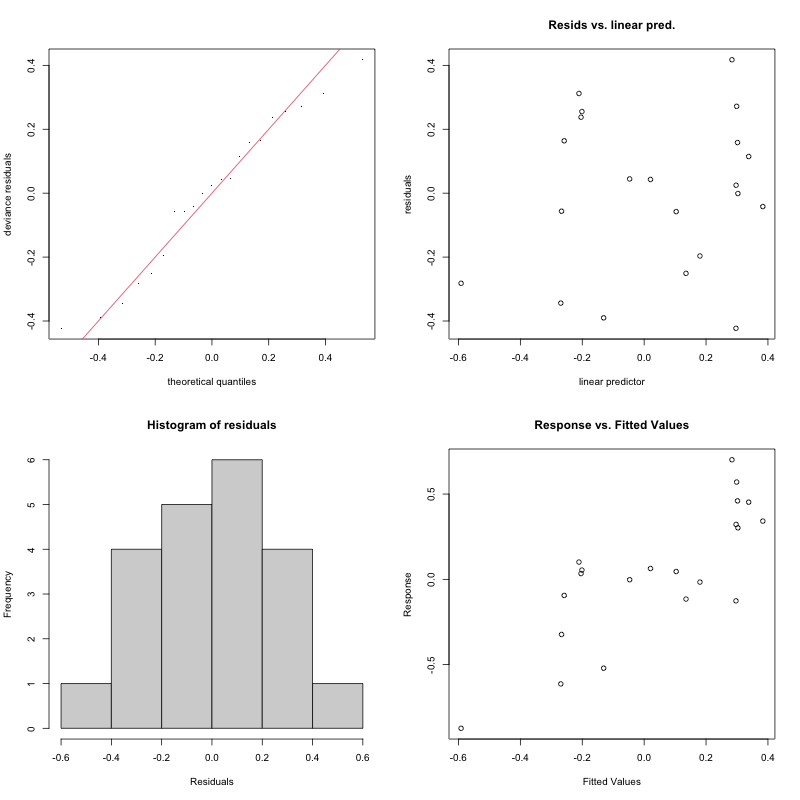 deviance residuals
0.4
0.2
0.0
-0.2
-0.4
-0.4 -0.2 0.0 0.2 0.4
theoretical quantiles
Resids vs. linear pred.
residuals
0.4
0.2
0.0
-0.2
-0.4
-0.6 -0.4 -0.2 0.0 0.2 0.4
linear predictor
Histogram of residuals
Frequency
6
5
4
3
2
1
0
-0.6 -0.4 -0.2 0.0 0.2 0.4 0.6
Residuals
Response vs. Fitted Values
Response
0.5
0.0
-0.5
-0.6 -0.4 -0.2 0.0 0.2 0.4
Fitted Values